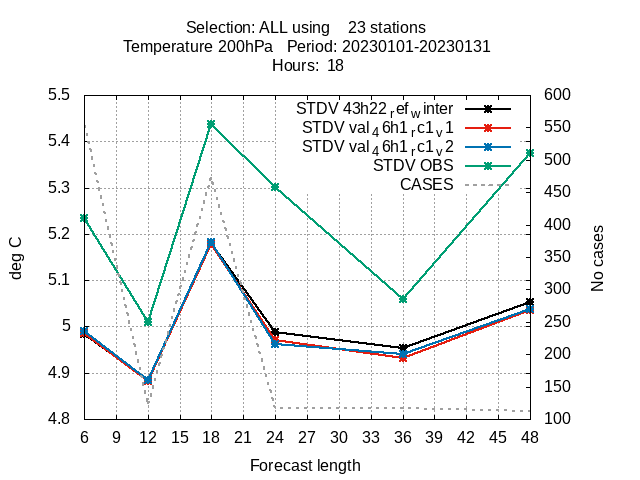 Selection: ALL using    23 stations
Temperature 200hPa   Period: 20230101-20230131
Hours:  18
5.5
5.4
5.3
5.2
5.1
5
4.9
4.8
deg C
STDV 43h22_ref_winter
STDV val_46h1_rc1_v1
STDV val_46h1_rc1_v2
STDV OBS
CASES
600
550
500
450
400
350
300
250
200
150
100
No cases
6 9 12 15 18 21 24 27 30 33 36 39 42 45 48
Forecast length